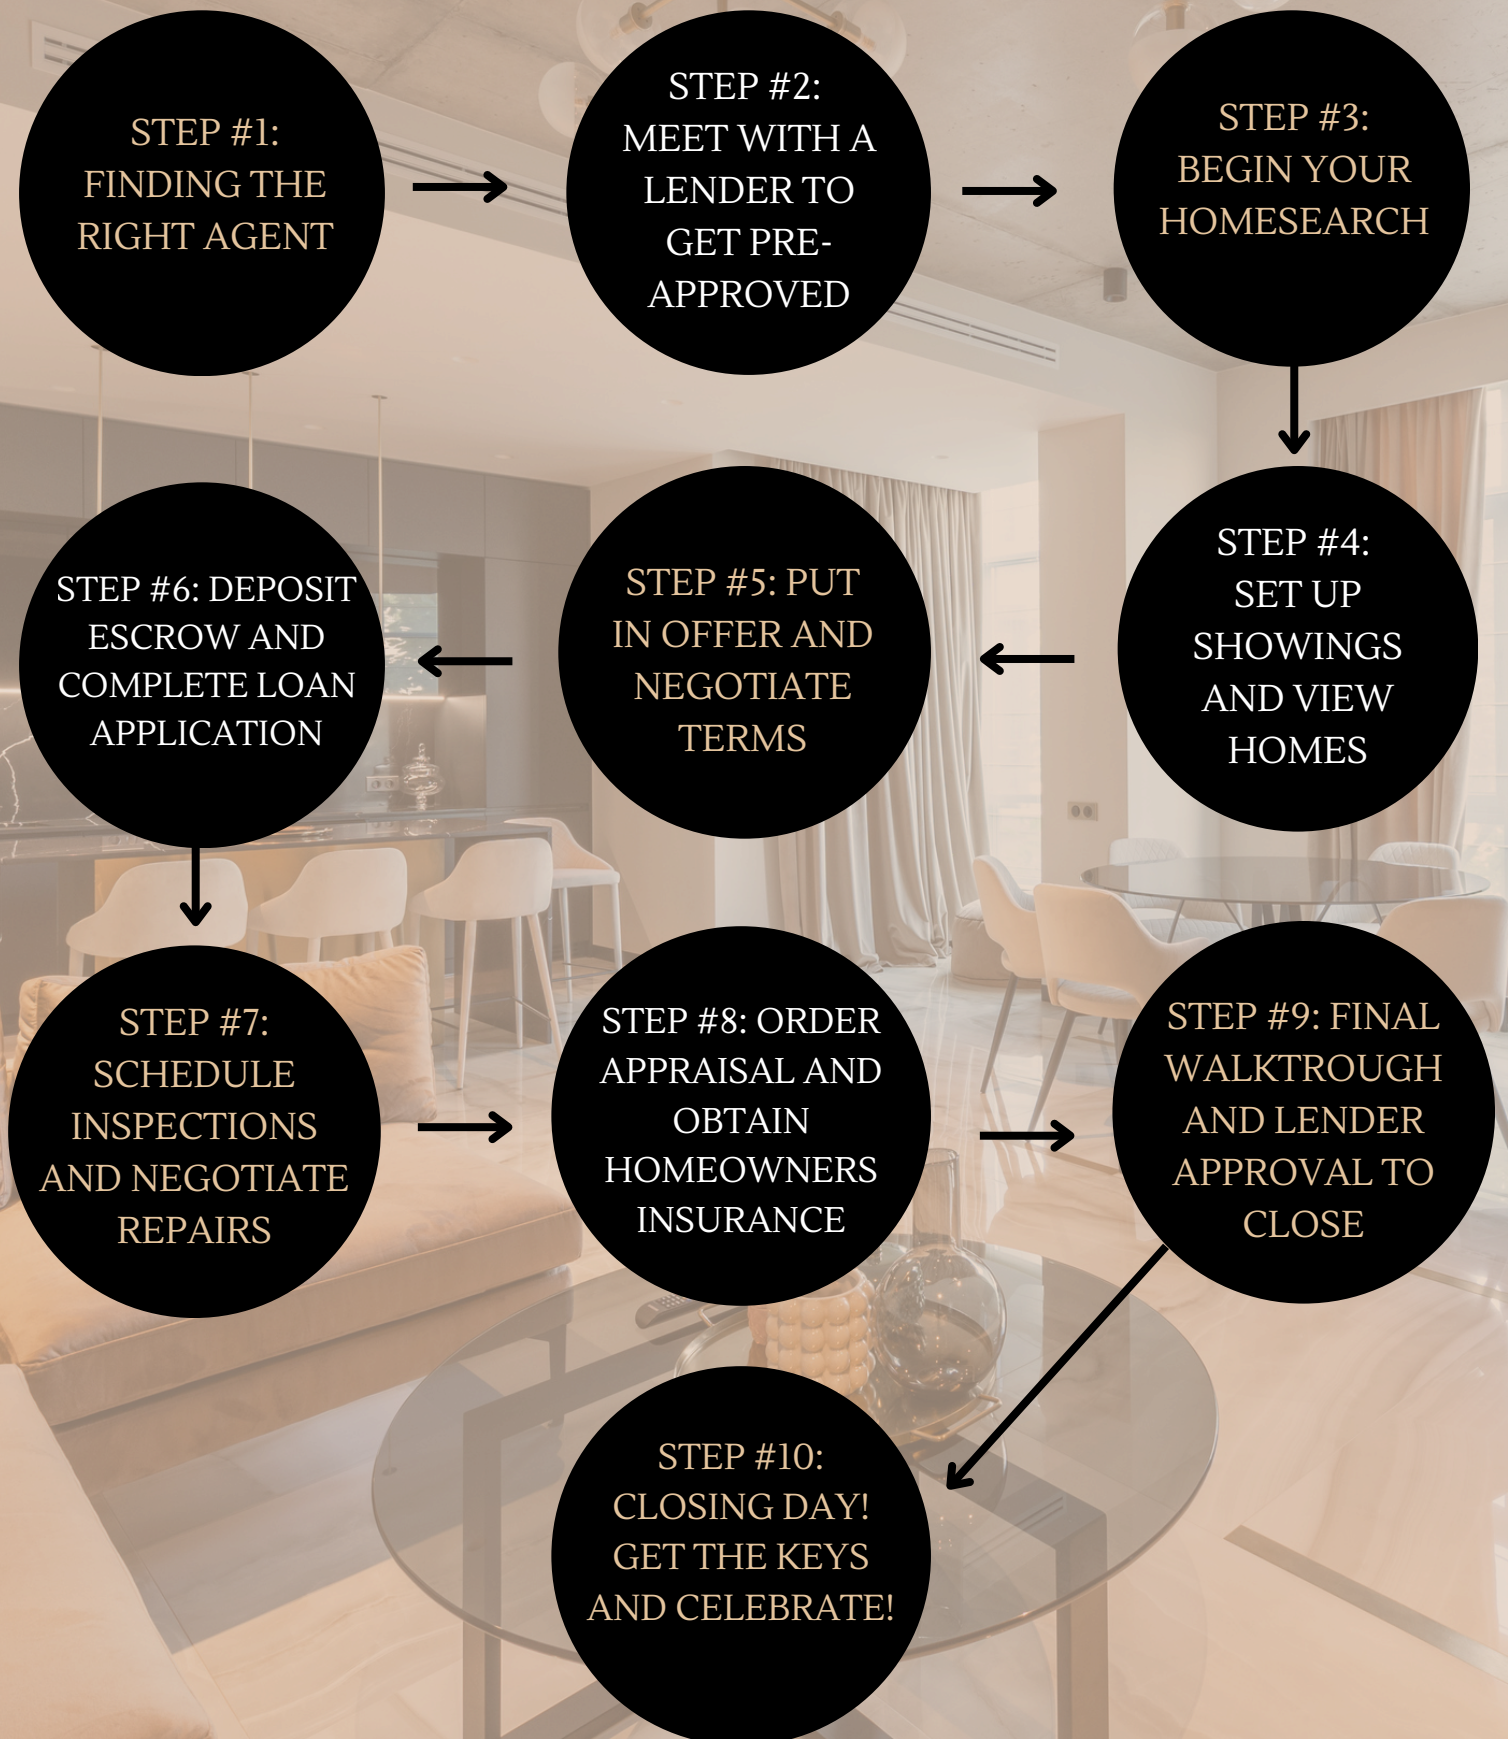 STEP #1:
FINDING THE
RIGHT AGENT
STEP #2:
MEET WITH A
LENDER TO
GET PRE-
APPROVED
STEP #3:
BEGIN YOUR
HOMESEARCH
STEP #4:
SET UP
SHOWINGS
AND VIEW
HOMES
STEP #5: PUT
IN OFFER AND
NEGOTIATE
TERMS
STEP #6: DEPOSIT
ESCROW AND
COMPLETE LOAN
APPLICATION
STEP #7:
SCHEDULE
INSPECTIONS
AND NEGOTIATE
REPAIRS
STEP #8: ORDER
APPRAISAL AND
OBTAIN
HOMEOWNERS
INSURANCE
STEP #9: FINAL
WALKTROUGH
AND LENDER
APPROVAL TO
CLOSE
STEP #10:
CLOSING DAY!
GET THE KEYS
AND CELEBRATE!